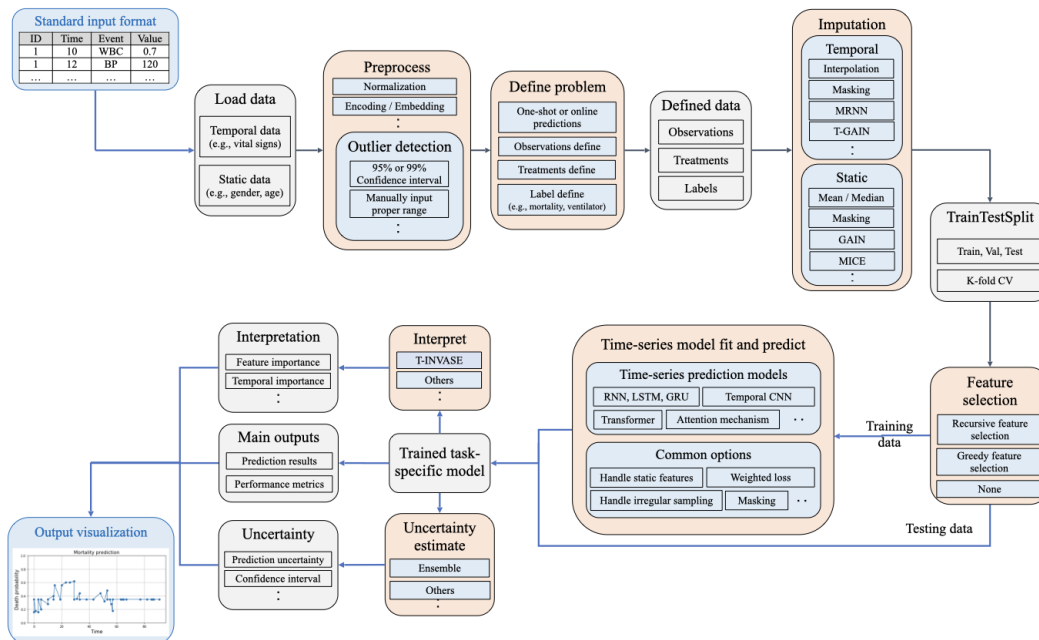 Standard input format
ID Time Event Value
1 10 WBC 0.7
1 12 BP 120
... ... ... ...
Load data
Temporal data
(e.g., vital signs)
Static data
(e.g., gender, age)
Preprocess
Normalization
Encoding / Embedding
Outlier detection
95% or 99%
Confidence interval
Manually input
proper range
Define problem
One-shot or online
predictions
Observations define
Treatments define
Label define
(e.g., mortality, ventilator)
Defined data
Observations
Treatments
Labels
Imputation
Temporal
Interpolation
Masking
MRNN
T-GAIN
Static
Mean / Median
Masking
GAIN
MICE
TrainTestSplit
Train, Val, Test
K-fold CV
Feature
selection
Recursive feature
selection
Greedy feature
selection
None
Training
data
Testing data
Time-series model fit and predict
Time-series prediction models
RNN, LSTM, GRU
Temporal CNN
Transformer
Attention mechanism
Common options
Handle static features
Weighted loss
Handle irregular sampling
Masking
Interpret
T-INVASE
Others
Trained task-
specific model
Uncertainty
estimate
Ensemble
Others
Interpretation
Feature importance
Temporal importance
Main outputs
Prediction results
Performance metrics
Uncertainty
Prediction uncertainty
Confidence interval
Output visualization
Mortality prediction
Death probability
Time